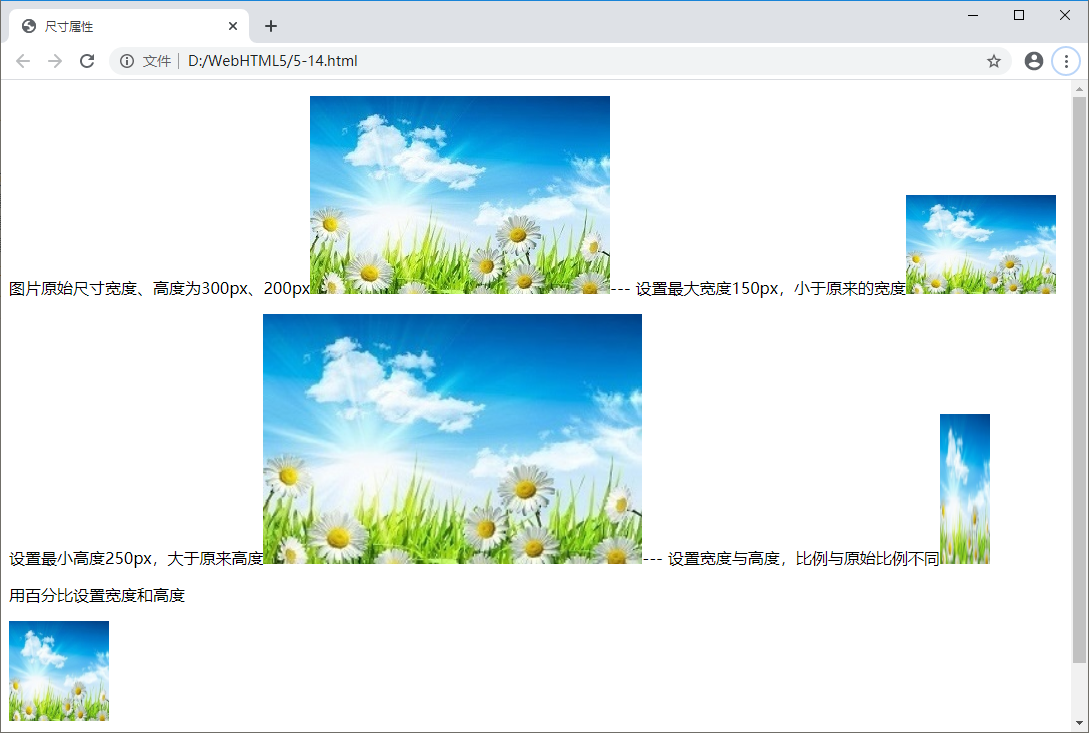 尺寸属性
文件 D:/WebHTML5/5-14.html
图片原始尺寸宽度、高度为300px、200px --- 设置最大宽度150px，小于原来的宽度
设置最小高度250px，大于原来高度 --- 设置宽度与高度，比例与原始比例不同
用百分比设置宽度和高度